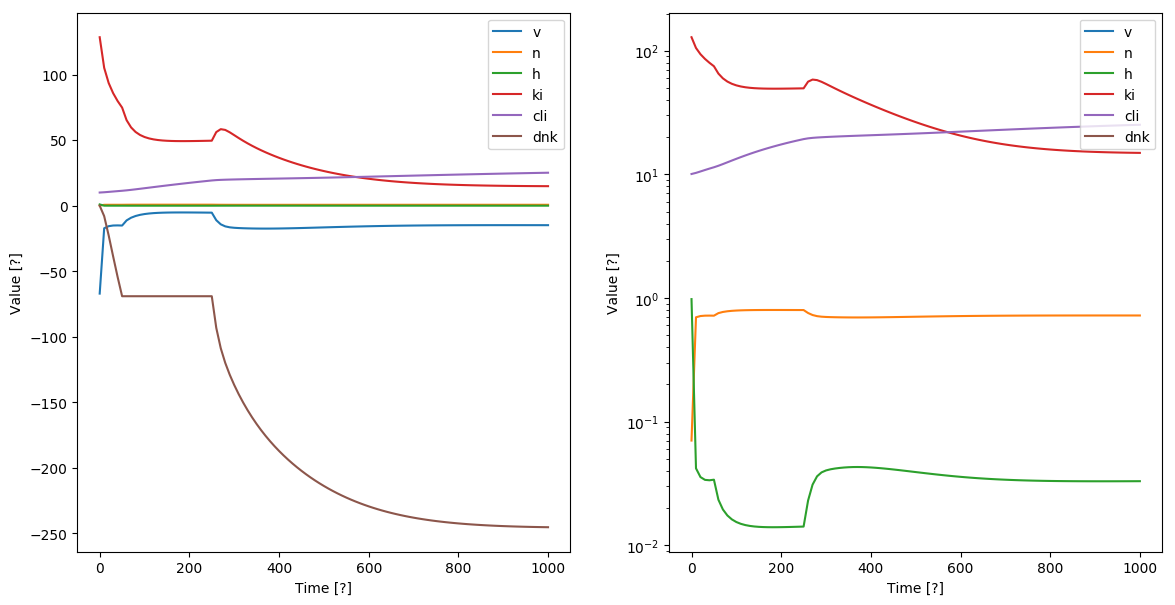 100
50
0
−50
−100
−150
−200
−250
Value [?]
0 200 400 600 800 1000
Time [?]
v
n
h
ki
cli
dnk
10²
10¹
10⁰
10⁻¹
10⁻²
Value [?]
0 200 400 600 800 1000
Time [?]
v
n
h
ki
cli
dnk